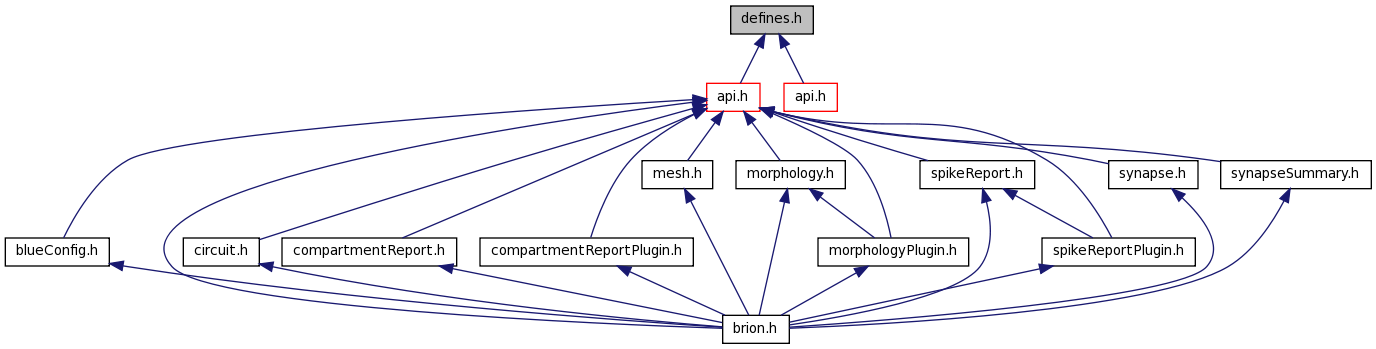 defines.h
api.h
api.h
mesh.h
morphology.h
spikeReport.h
synapse.h
synapseSummary.h
blueConfig.h
circuit.h
compartmentReport.h
compartmentReportPlugin.h
morphologyPlugin.h
spikeReportPlugin.h
brion.h